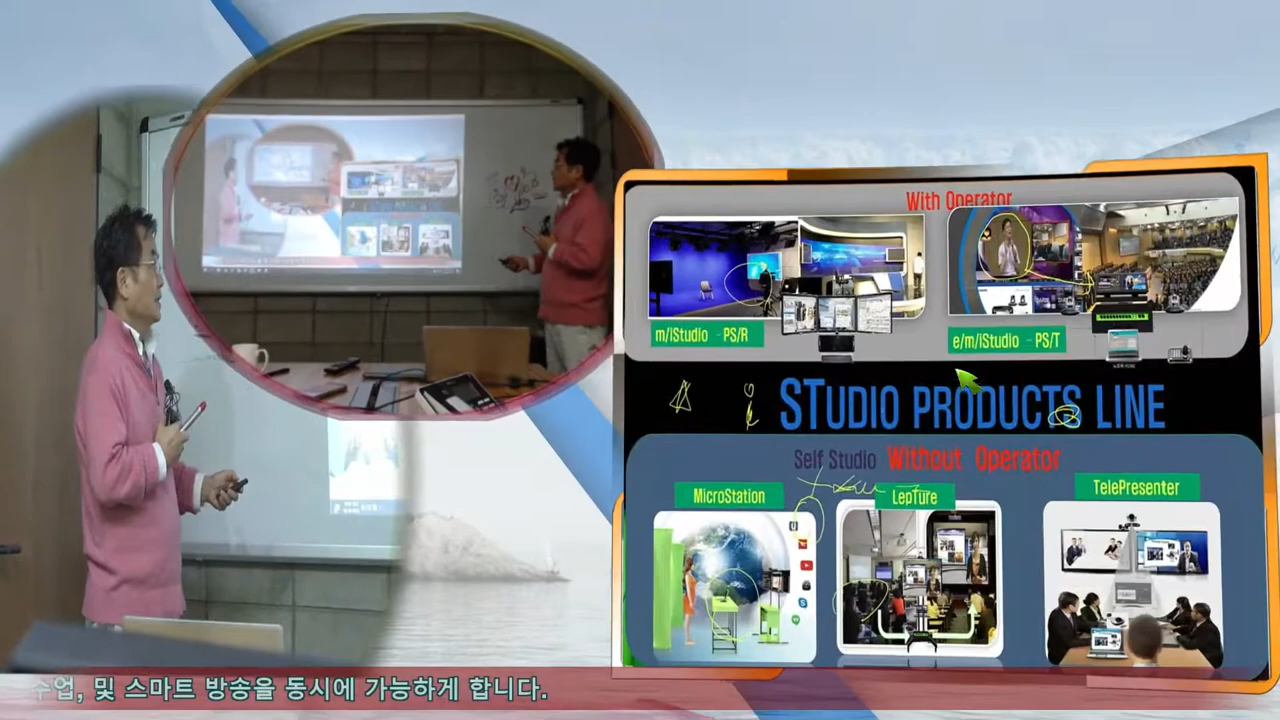 With Operator
m/iStudio - PS/R
e/m/iStudio - PS/T
STUDIO PRODUCTS LINE
Self Studio Without Operator
MicroStation
LepTure
TelePresenter
수업, 및 스마트 방송을 동시에 가능하게 합니다.